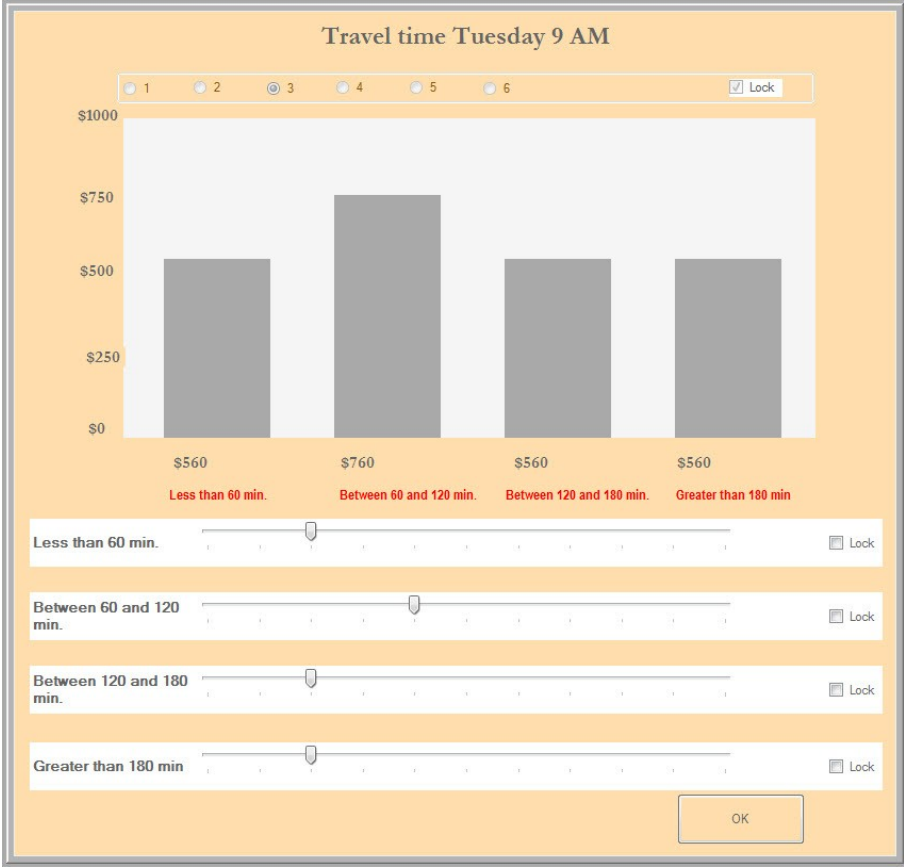 Travel time Tuesday 9 AM
1 2 3 4 5 6 Lock
$1000
$750
$500
$250
$0
$560 $760 $560 $560
Less than 60 min. Between 60 and 120 min. Between 120 and 180 min. Greater than 180 min
Less than 60 min. Lock
Between 60 and 120
min.
Lock
Between 120 and 180
min.
Lock
Greater than 180 min Lock
OK